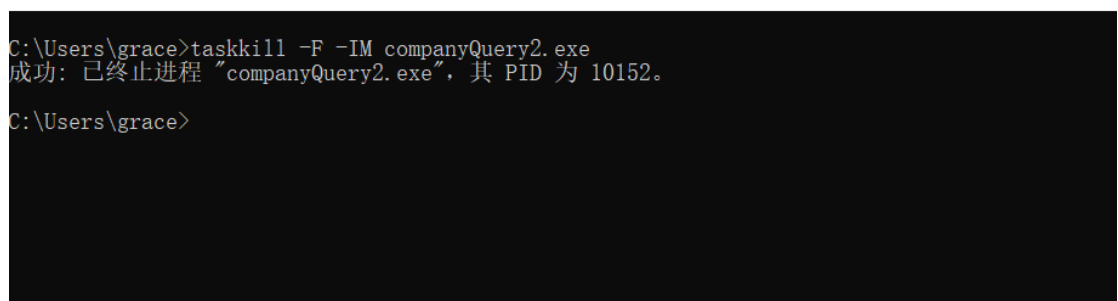 C:\Users\grace>taskkill -F -IM companyQuery2.exe
成功: 已终止进程 "companyQuery2.exe"，其 PID 为 10152。
C:\Users\grace>